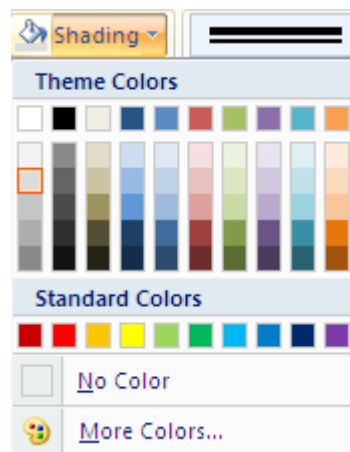 Shading
Theme Colors
Standard Colors
No Color
More Colors...